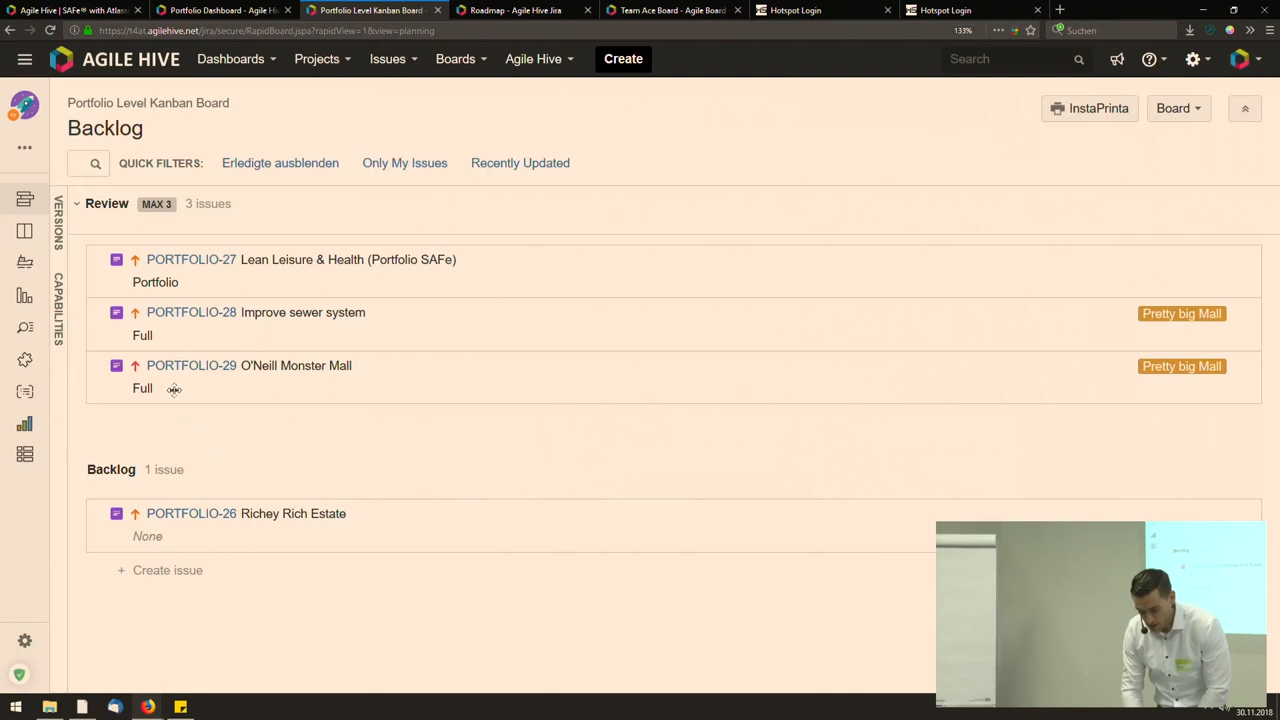 Agile Hive | SAFe® with Atlass
Portfolio Dashboard - Agile Hi
Portfolio Level Kanban Board -
Roadmap - Agile Hive Jira
Team Ace Board - Agile Board
Hotspot Login
Hotspot Login
https://t4at.agilehive.net/jira/secure/RapidBoard.jspa?rapidView=1&view=planning
133%
Suchen
AGILE HIVE
Dashboards
Projects
Issues
Boards
Agile Hive
Create
Search
Portfolio Level Kanban Board
Backlog
InstaPrinta
Board
QUICK FILTERS:
Erledigte ausblenden
Only My Issues
Recently Updated
VERSIONS
CAPABILITIES
Review MAX 3 3 issues
PORTFOLIO-27 Lean Leisure & Health (Portfolio SAFe)
Portfolio
PORTFOLIO-28 Improve sewer system
Pretty big Mall
Full
PORTFOLIO-29 O'Neill Monster Mall
Pretty big Mall
Full
Backlog 1 issue
PORTFOLIO-26 Richey Rich Estate
None
+ Create issue
30.11.2018